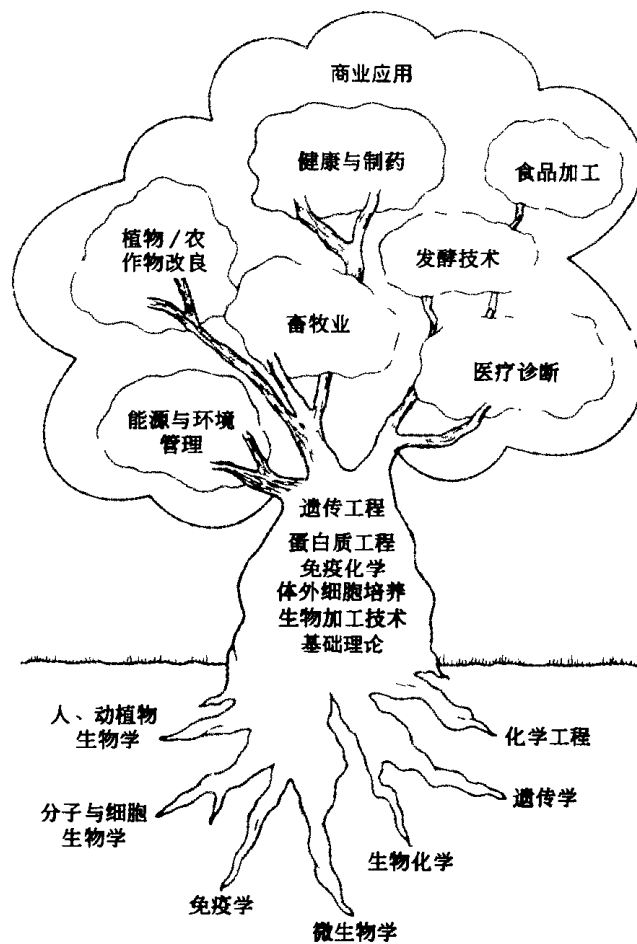 商业应用
健康与制药
食品加工
植物/农
作物改良
发酵技术
畜牧业
医疗诊断
能源与环境
管理
遗传工程
蛋白质工程
免疫化学
体外细胞培养
生物加工技术
基础理论
人、动植物
生物学
化学工程
分子与细胞
生物学
遗传学
生物化学
免疫学
微生物学